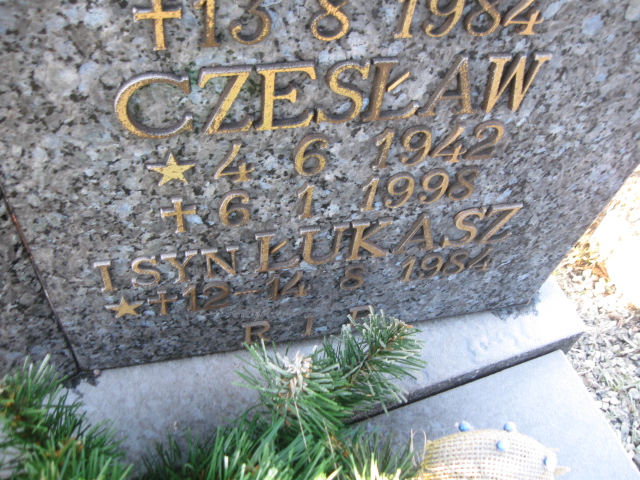 † 13 8 1984
CZESŁAW
★ 4 6 1942
† 6 1 1998
I SYN ŁUKASZ
★ † 12-14 8 1984
R I P